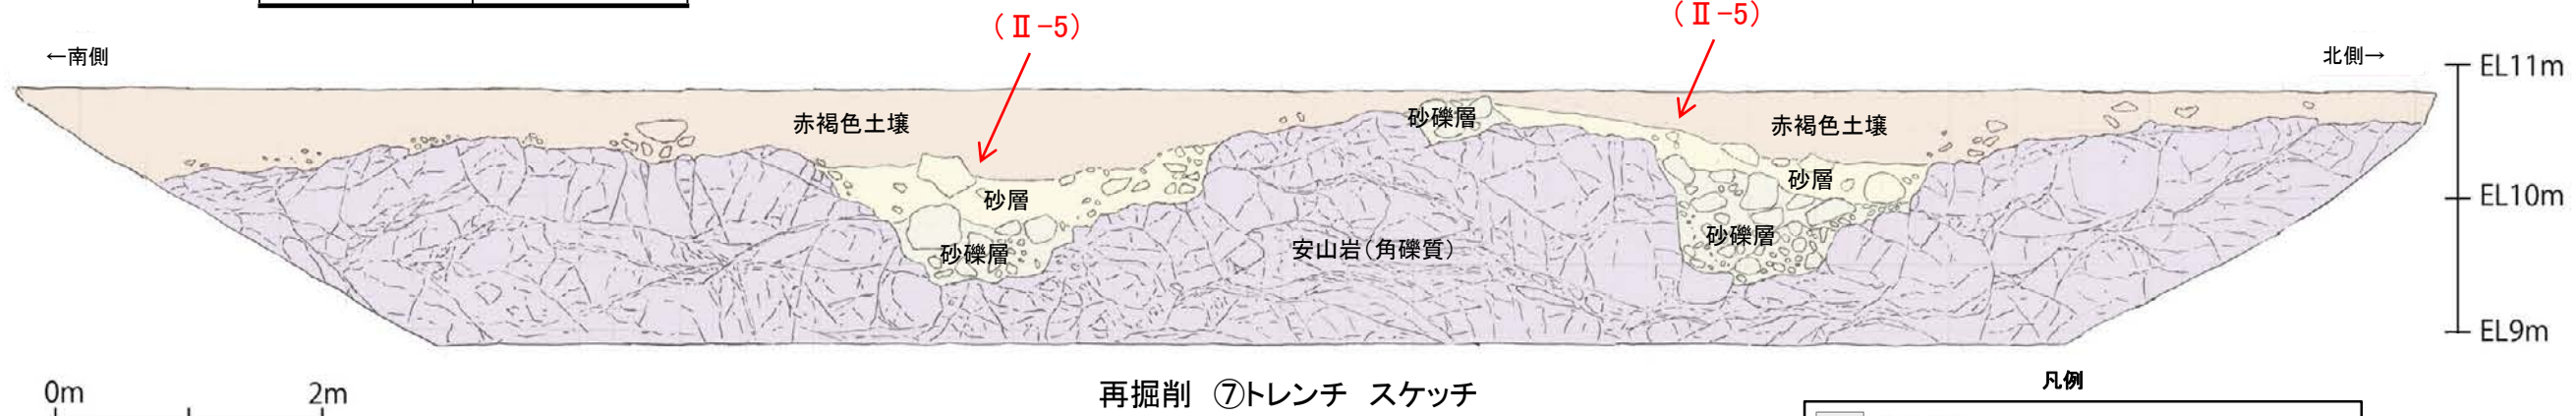 (Ⅱ-5)
(Ⅱ-5)
←南側
北側→
EL11m
赤褐色土壌
砂礫層
赤褐色土壌
砂層
砂層
EL10m
砂礫層
安山岩(角礫質)
砂礫層
EL9m
0m 2m
再掘削 ⑦トレンチ スケッチ
凡例